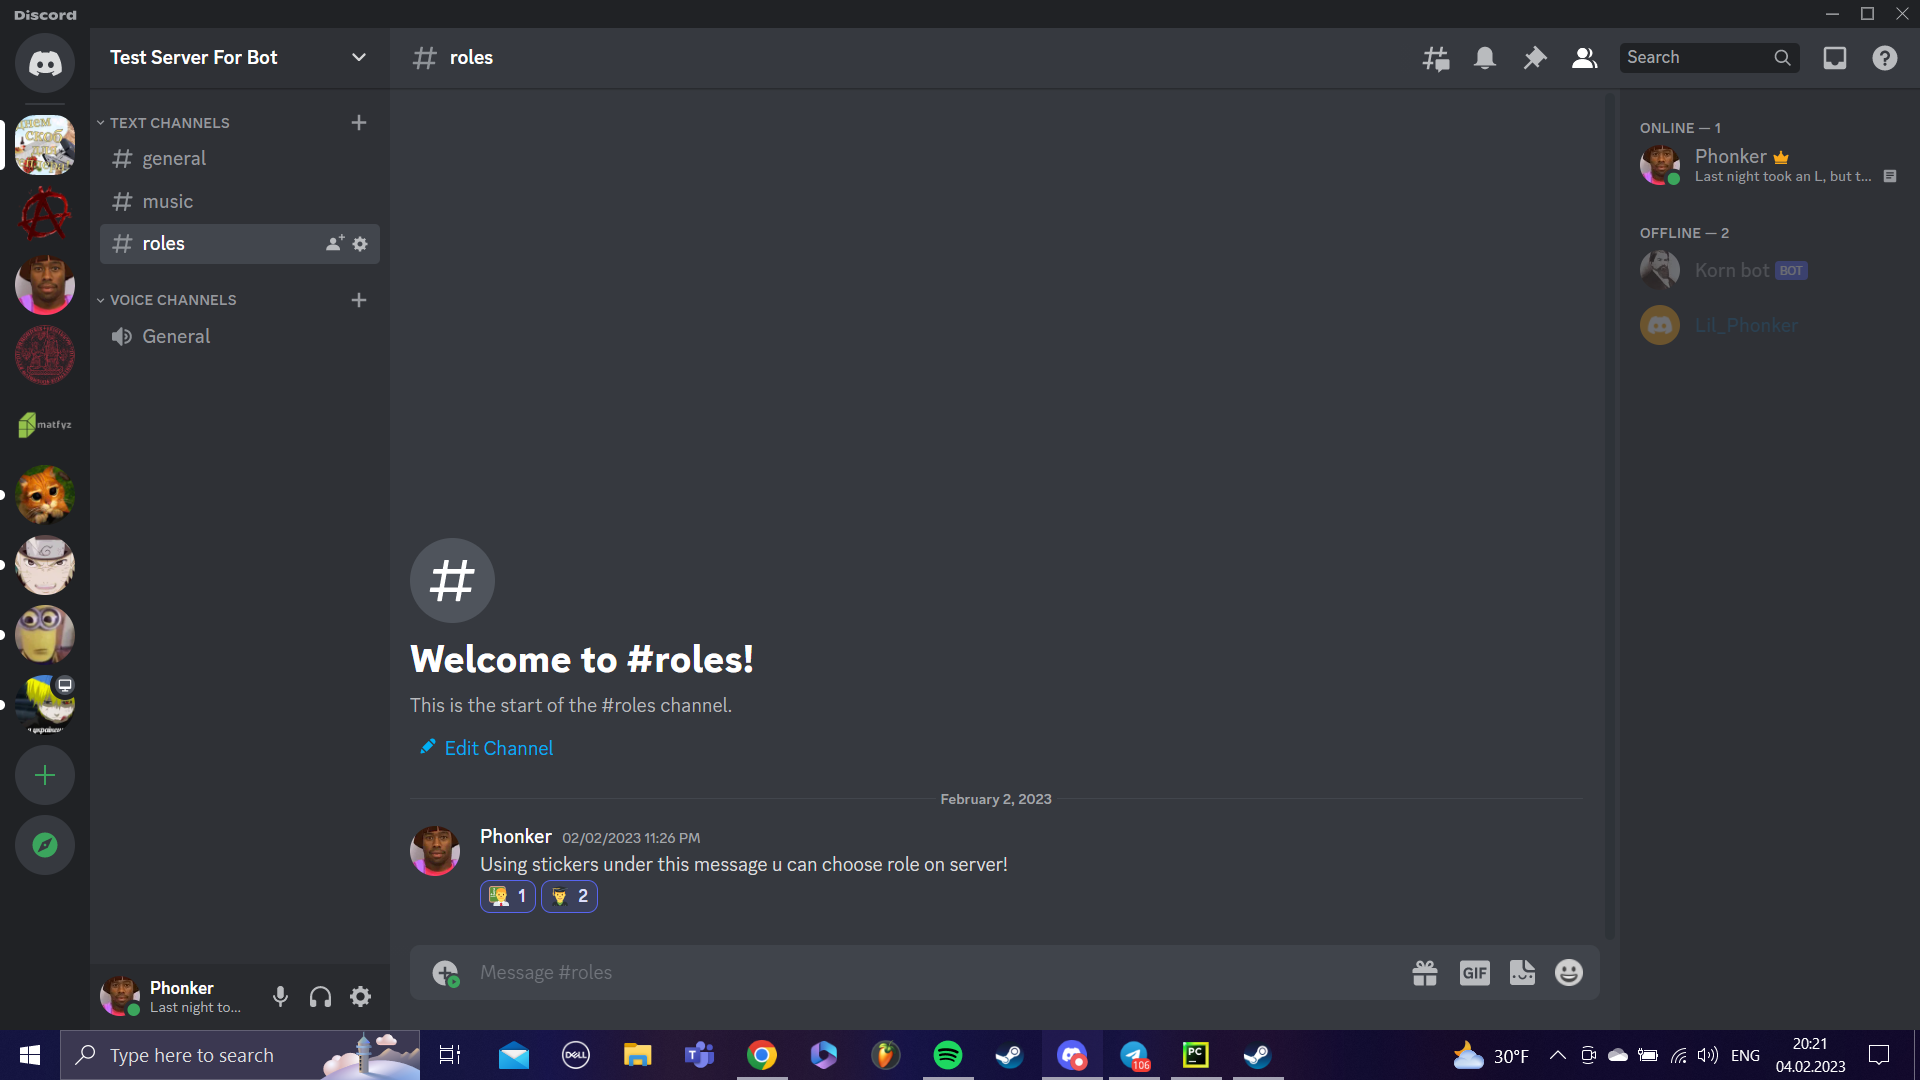 Discord
Test Server For Bot
roles
Search
TEXT CHANNELS
general
music
roles
VOICE CHANNELS
General
matfyz
Welcome to #roles!
This is the start of the #roles channel.
Edit Channel
February 2, 2023
Phonker 02/02/2023 11:26 PM
Using stickers under this message u can choose role on server!
1 2
Message #roles
GIF
ONLINE — 1
Phonker
Last night took an L, but t...
OFFLINE — 2
Korn bot BOT
Lil_Phonker
Phonker
Last night to...
Type here to search
DELL
PC
106
30°F
ENG
20:21
04.02.2023